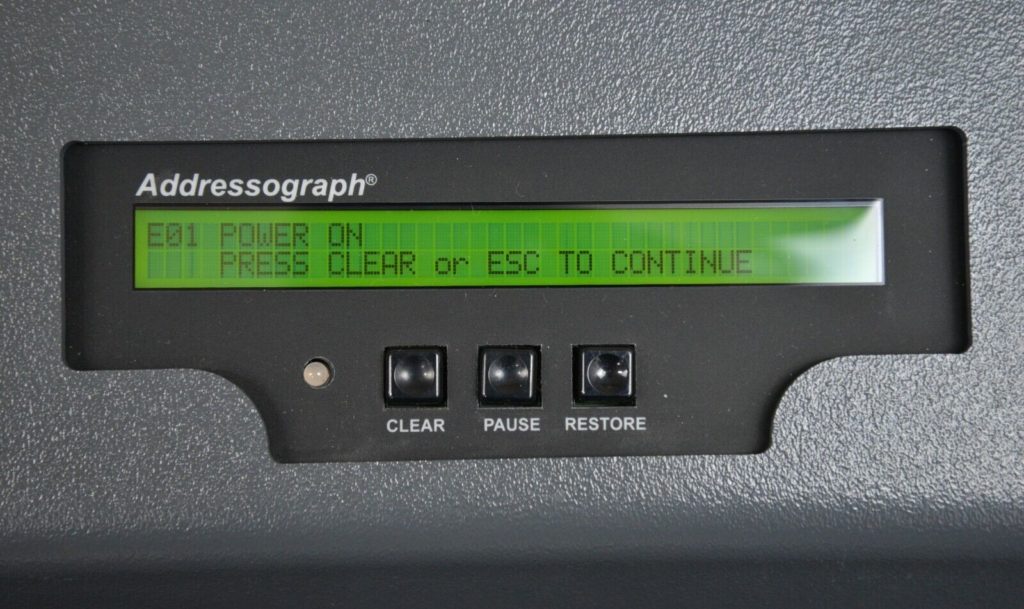 Addressograph®
E01 POWER ON
PRESS CLEAR or ESC TO CONTINUE
CLEAR PAUSE RESTORE